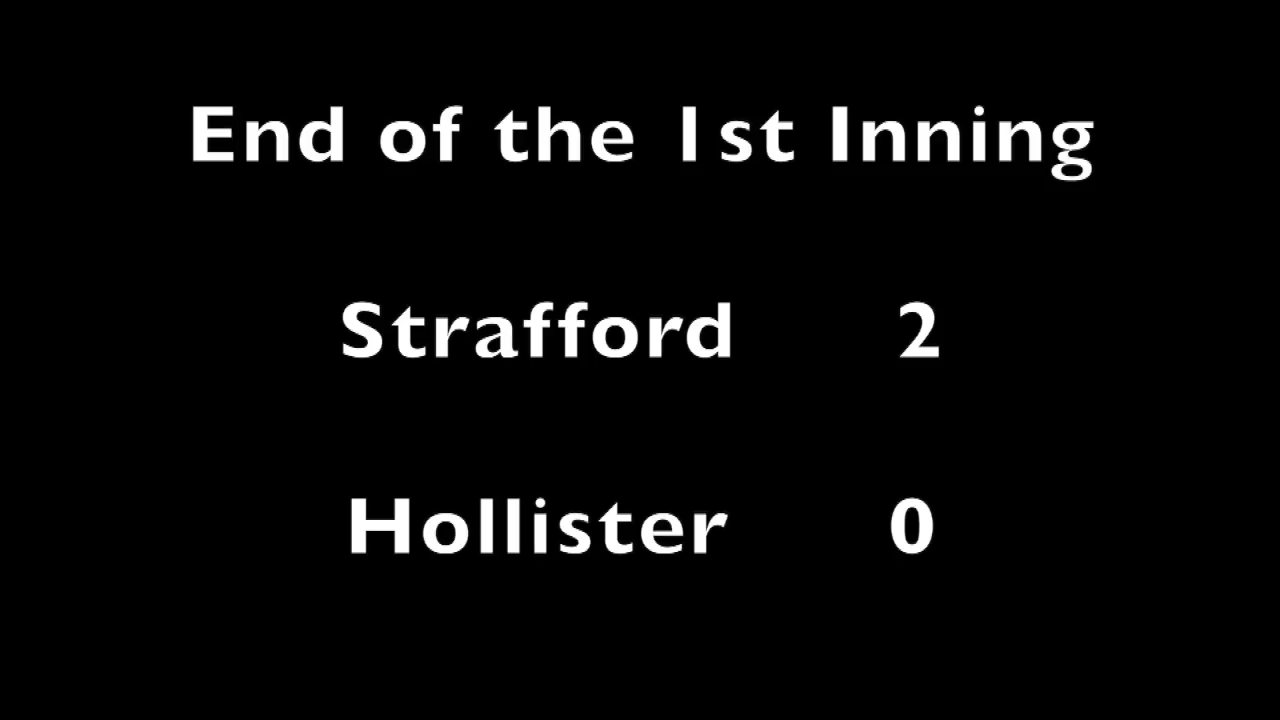 End of the 1st Inning
Strafford 2
Hollister 0